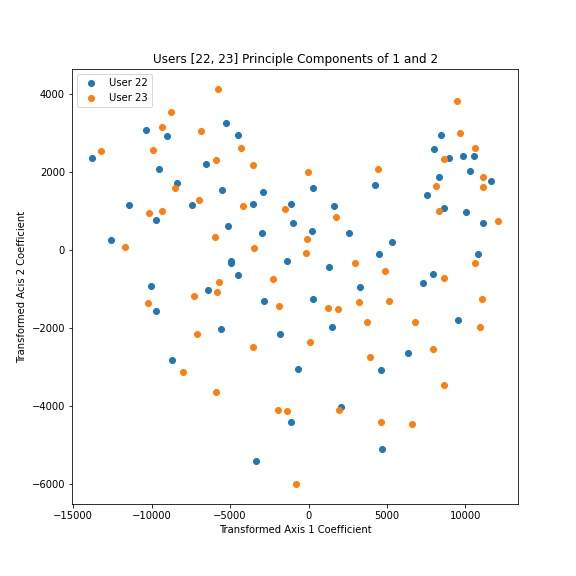 Users [22, 23] Principle Components of 1 and 2
User 22
User 23
4000
2000
0
−2000
−4000
−6000
Transformed Acis 2 Coefficient
−15000 −10000 −5000 0 5000 10000
Transformed Axis 1 Coefficient